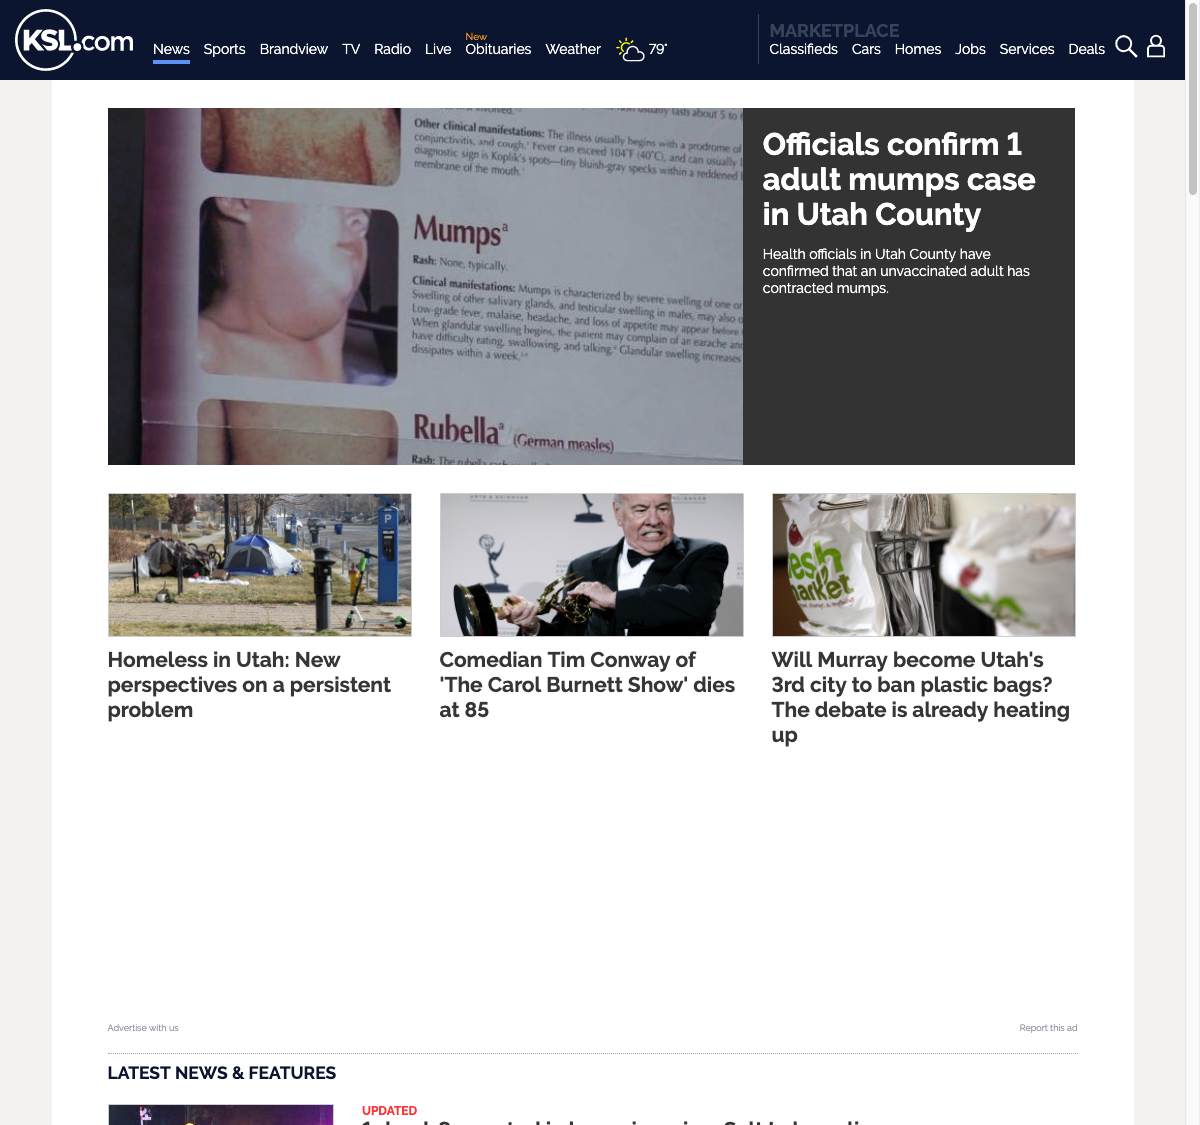 KSL.com
News Sports Brandview TV Radio Live New Obituaries Weather 79°
MARKETPLACE
Classifieds Cars Homes Jobs Services Deals
usually lasts about 5 to
Other clinical manifestations: The illness usually begins with a prodrome of
conjunctivitis, and cough. Fever can exceed 104°F (40°C), and can usually
diagnostic sign is Koplik's spots—tiny bluish-gray specks within a reddened
membrane of the mouth.
Mumps a
Rash: None, typically.
Clinical manifestations: Mumps is characterized by severe swelling of one or
Swelling of other salivary glands, and testicular swelling in males, may also
Low-grade fever, malaise, headache, and loss of appetite may appear before
When glandular swelling begins, the patient may complain of an earache and
have difficulty eating, swallowing, and talking. Glandular swelling increases
dissipates within a week.
Rubella a (German measles)
Rash: The rubella rash
Officials confirm 1
adult mumps case
in Utah County
Health officials in Utah County have
confirmed that an unvaccinated adult has
contracted mumps.
P
esh
market
Homeless in Utah: New
perspectives on a persistent
problem
Comedian Tim Conway of
'The Carol Burnett Show' dies
at 85
Will Murray become Utah's
3rd city to ban plastic bags?
The debate is already heating
up
Advertise with us
Report this ad
LATEST NEWS & FEATURES
UPDATED